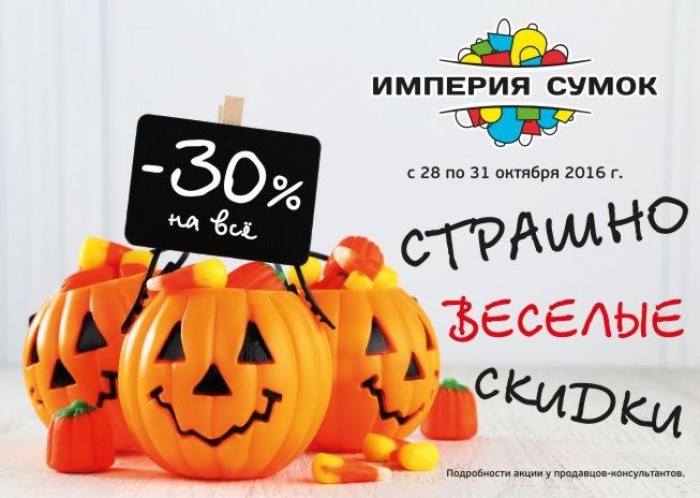 ИМПЕРИЯ СУМОК
-30%
на всё
с 28 по 31 октября 2016 г.
СТРАШНО
ВЕСЕЛЫЕ
СКИДКИ
Подробности акции у продавцов-консультантов.